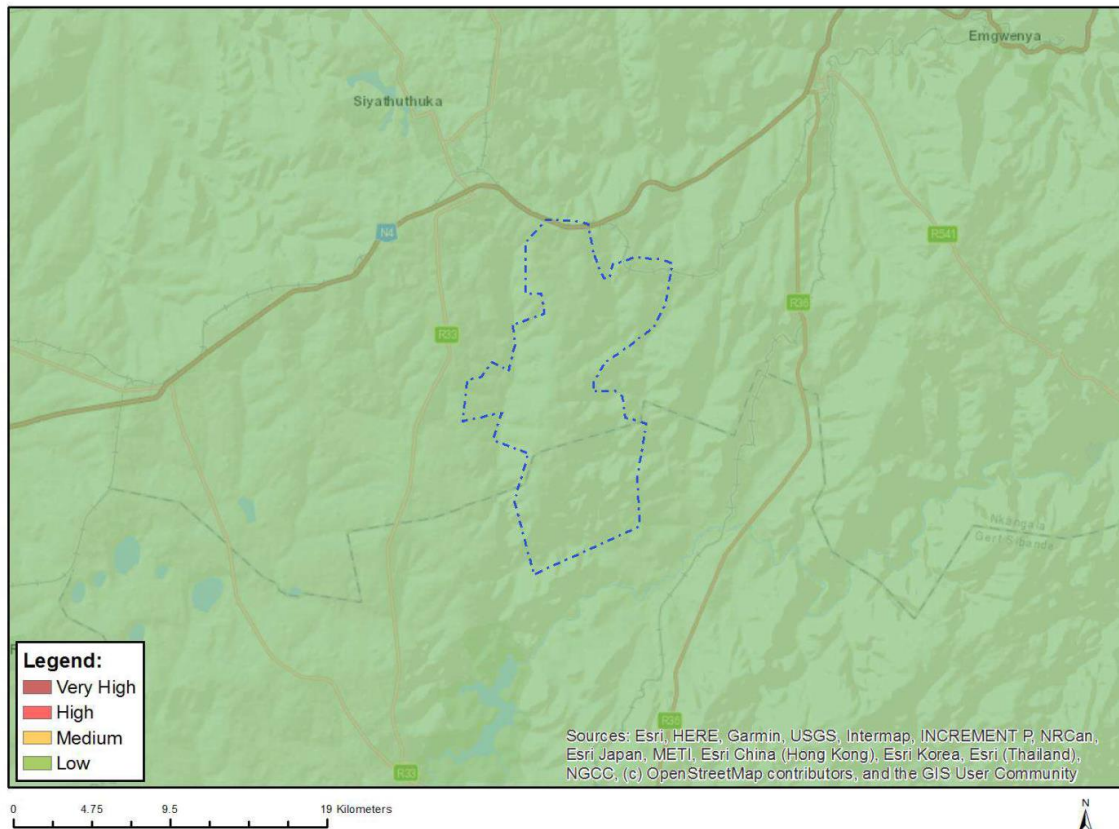 Emgwenya
Siyathuthuka
N4
R541
R36
R33
Nkangala
Gert Sibanda
Legend:
Very High
High
Medium
Low
R36
R33
Sources: Esri, HERE, Garmin, USGS, Intermap, INCREMENT P, NRCan,
Esri Japan, METI, Esri China (Hong Kong), Esri Korea, Esri (Thailand),
NGCC, (c) OpenStreetMap contributors, and the GIS User Community
0 4.75 9.5 19 Kilometers
N